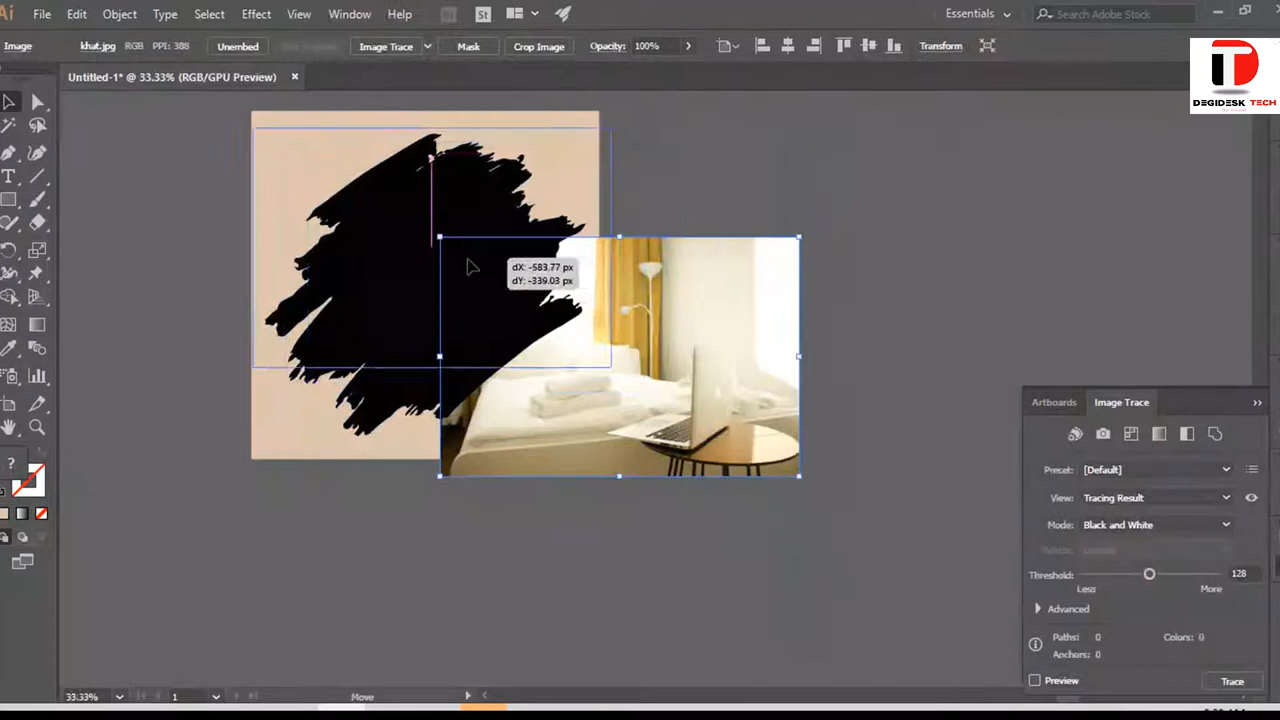 Ai File Edit Object Type Select Effect View Window Help Br St Essentials Search Adobe Stock
Image khat.jpg RGB PPI: 388 Unembed Image Trace Mask Crop Image Opacity: 100% Transform
Untitled-1* @ 33.33% (RGB/GPU Preview) ×
DEGIDESK TECH
dX: -583.77 px
dY: -339.03 px
Artboards Image Trace
Preset: [Default]
View: Tracing Result
Mode: Black and White
Threshold: 128
Less More
Advanced
Paths: 0 Colors: 0
Anchors: 0
Preview Trace
33.33% 1 Move